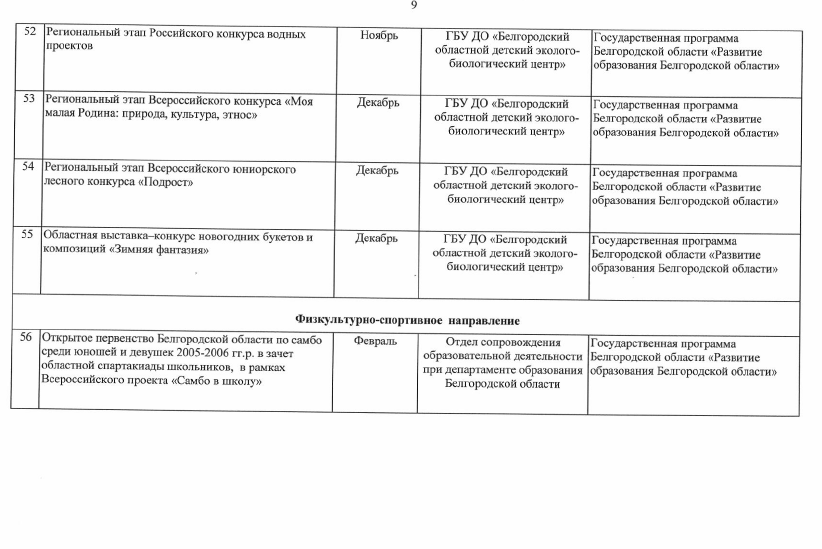 9
52 Региональный этап Российского конкурса водных проектов Ноябрь ГБУ ДО «Белгородский областной детский эколого-биологический центр» Государственная программа Белгородской области «Развитие образования Белгородской области»
53 Региональный этап Всероссийского конкурса «Моя малая Родина: природа, культура, этнос» Декабрь ГБУ ДО «Белгородский областной детский эколого-биологический центр» Государственная программа Белгородской области «Развитие образования Белгородской области»
54 Региональный этап Всероссийского юниорского лесного конкурса «Подрост» Декабрь ГБУ ДО «Белгородский областной детский эколого-биологический центр» Государственная программа Белгородской области «Развитие образования Белгородской области»
55 Областная выставка–конкурс новогодних букетов и композиций «Зимняя фантазия» Декабрь ГБУ ДО «Белгородский областной детский эколого-биологический центр» Государственная программа Белгородской области «Развитие образования Белгородской области»
Физкультурно-спортивное направление
56 Открытое первенство Белгородской области по самбо среди юношей и девушек 2005-2006 гг.р. в зачет областной спартакиады школьников, в рамках Всероссийского проекта «Самбо в школу» Февраль Отдел сопровождения образовательной деятельности при департаменте образования Белгородской области Государственная программа Белгородской области «Развитие образования Белгородской области»